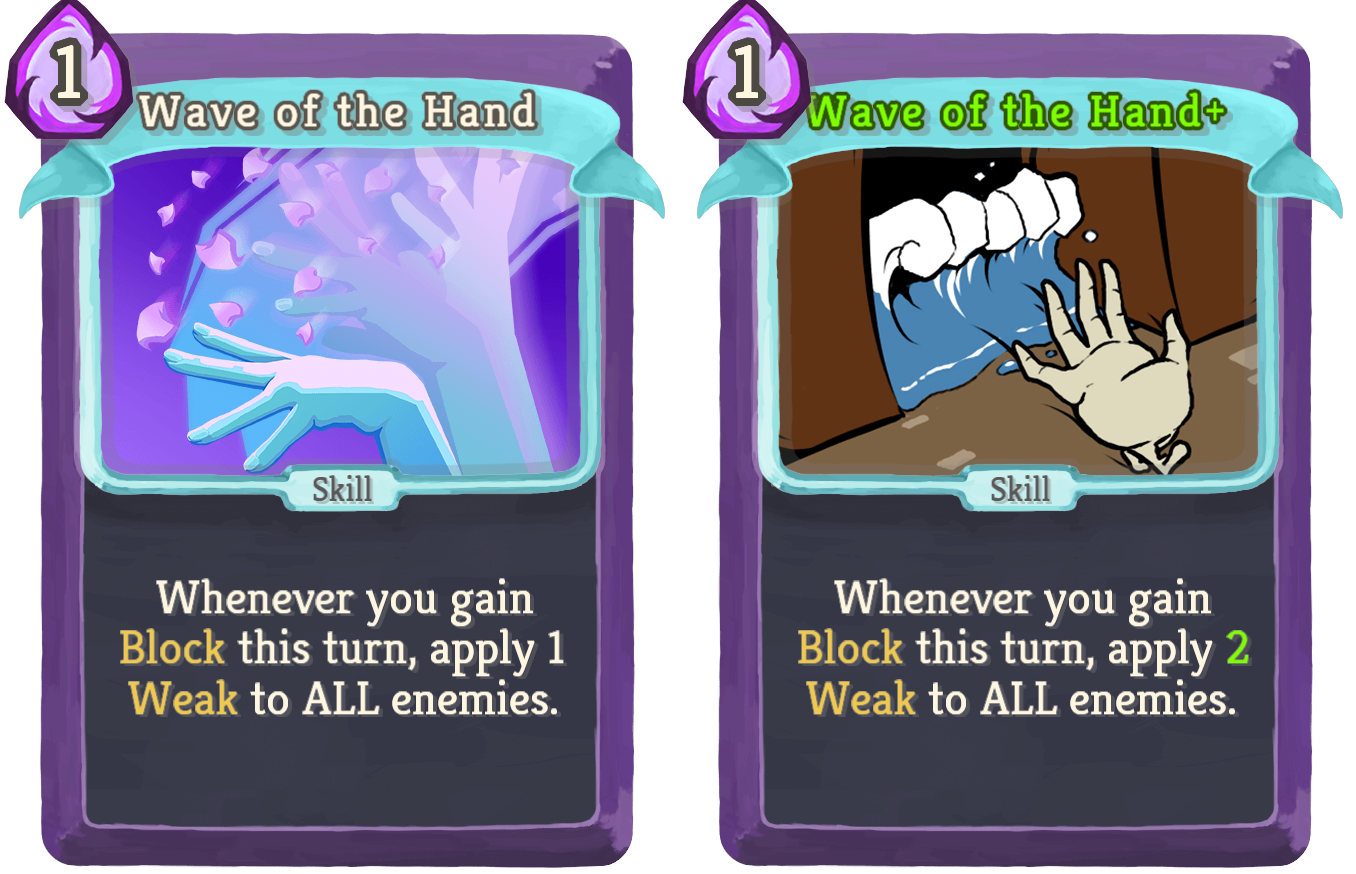 1
Wave of the Hand
Skill
Whenever you gain
Block this turn, apply 1
Weak to ALL enemies.
1
Wave of the Hand+
Skill
Whenever you gain
Block this turn, apply 2
Weak to ALL enemies.